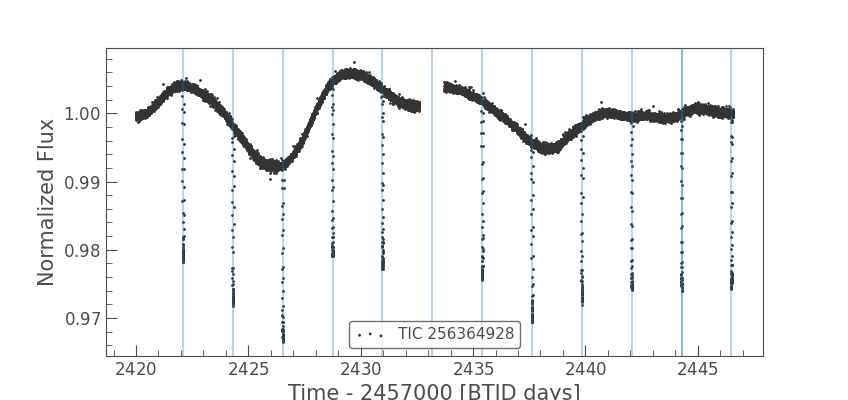 1.00
0.99
0.98
0.97
Normalized Flux
TIC 256364928
2420 2425 2430 2435 2440 2445
Time - 2457000 [BTJD days]